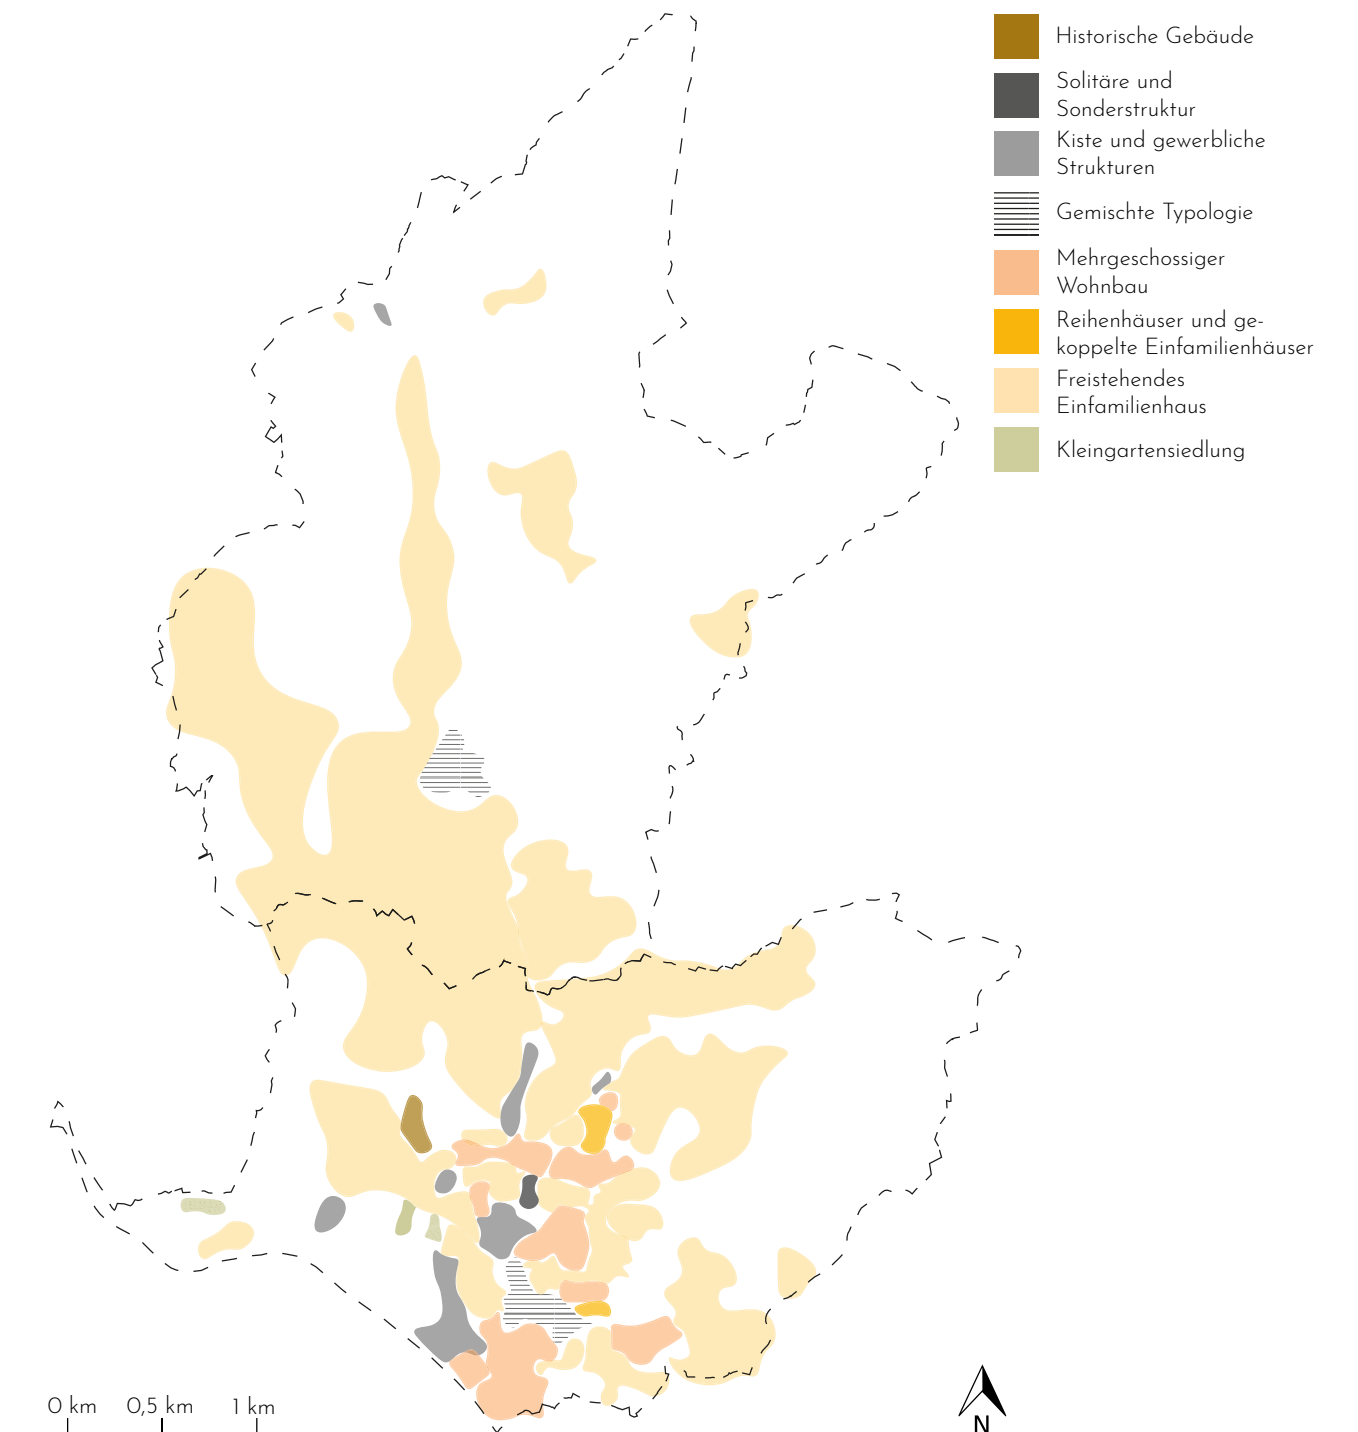 Historische Gebäude
Solitäre und
Sonderstruktur
Kiste und gewerbliche
Strukturen
Gemischte Typologie
Mehrgeschossiger
Wohnbau
Reihenhäuser und ge-
koppelte Einfamilienhäuser
Freistehendes
Einfamilienhaus
Kleingartensiedlung
0 km 0,5 km 1 km
N